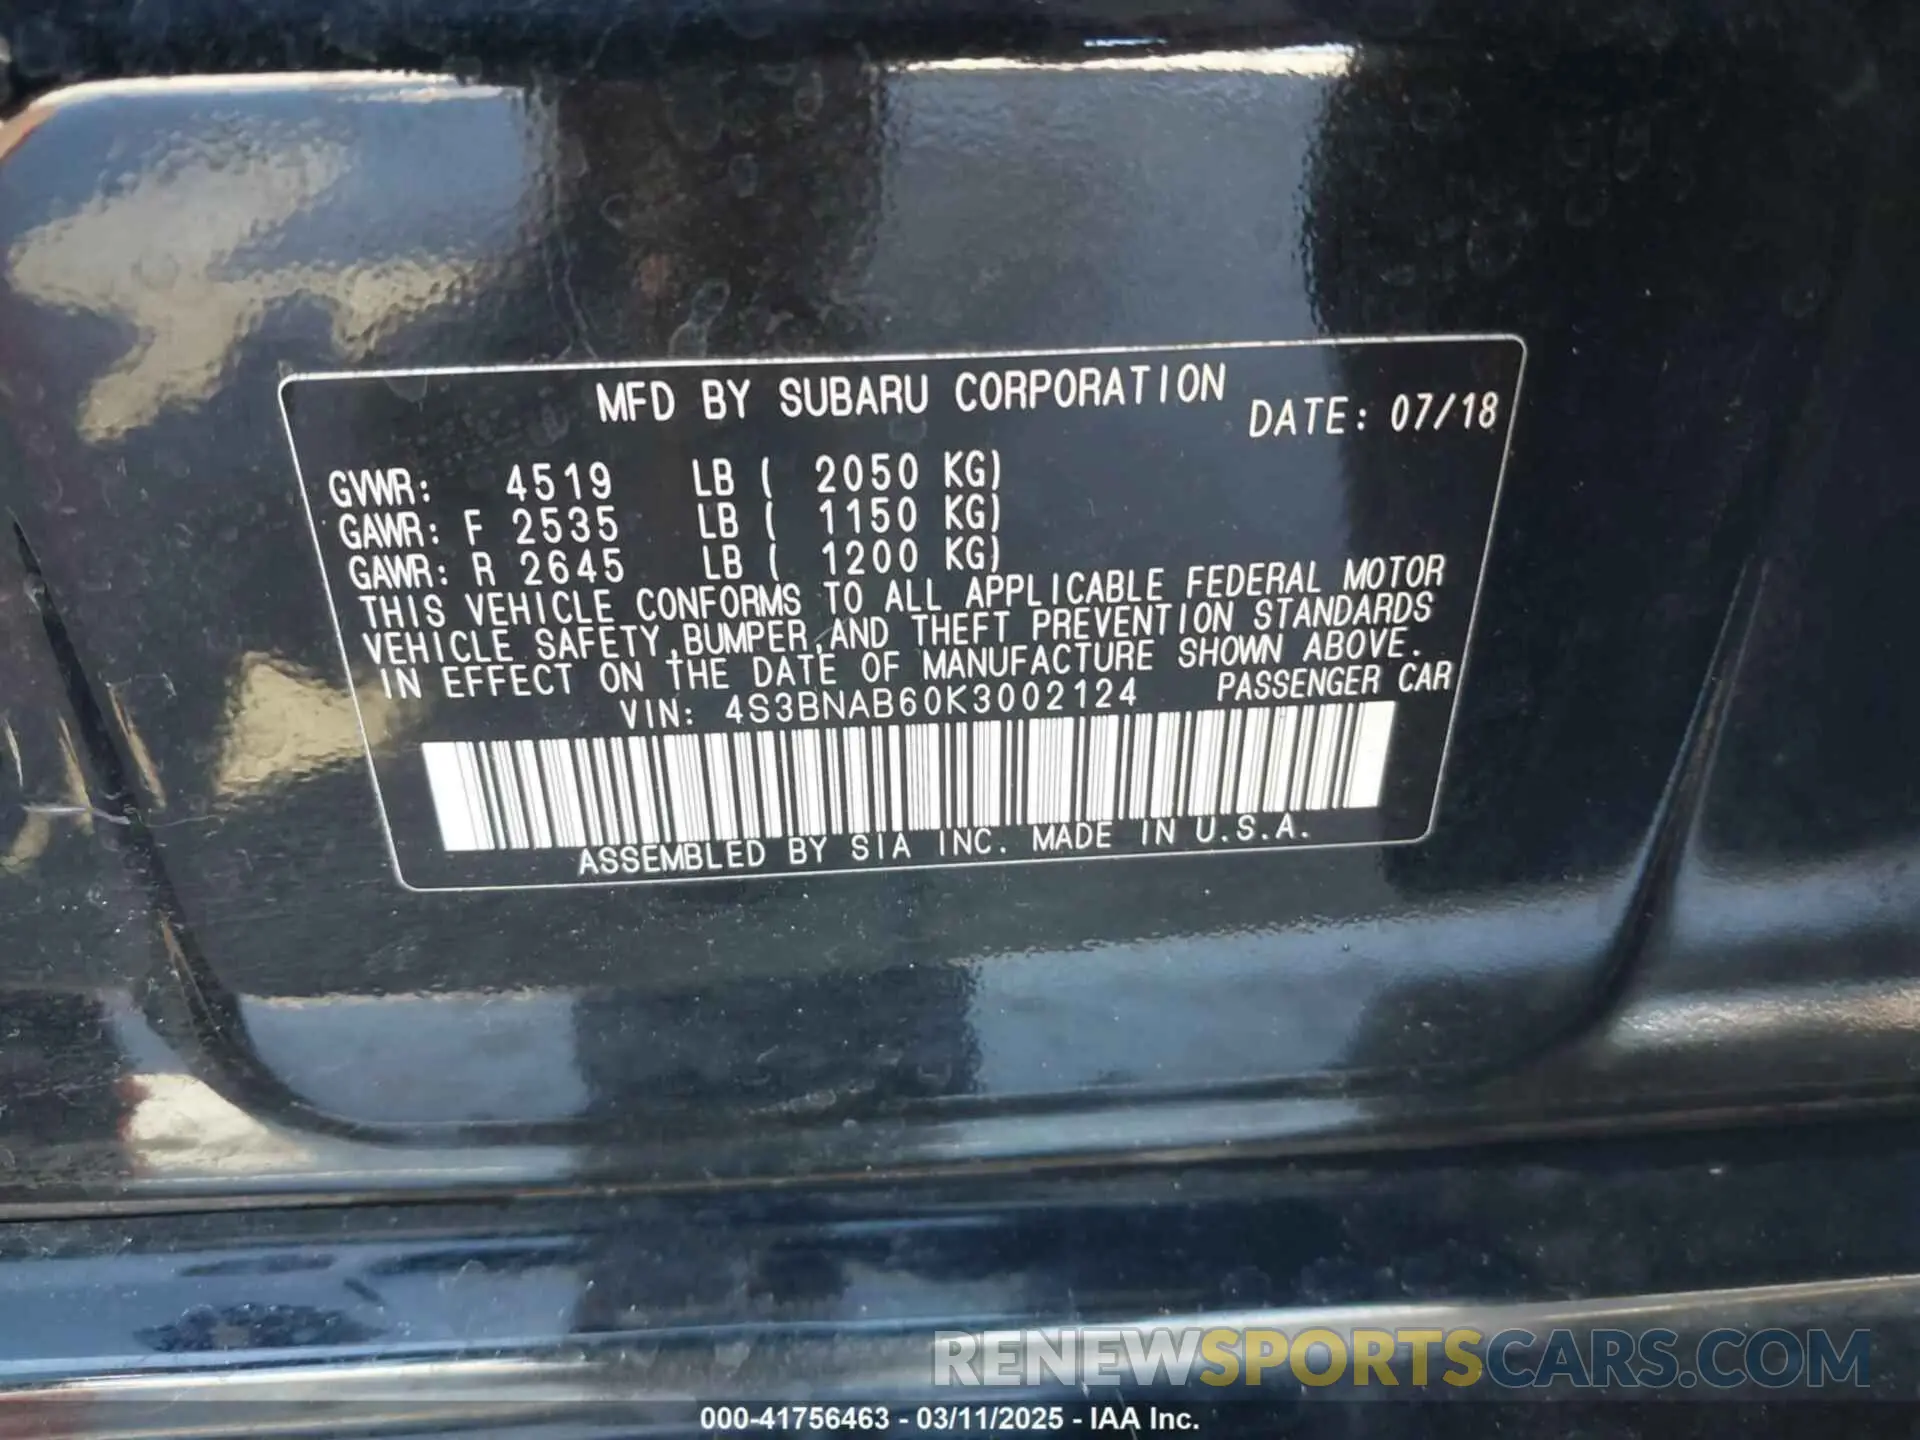 MFD BY SUBARU CORPORATION
DATE: 07/18
GVWR: 4519 LB ( 2050 KG)
GAWR: F 2535 LB ( 1150 KG)
GAWR: R 2645 LB ( 1200 KG)
THIS VEHICLE CONFORMS TO ALL APPLICABLE FEDERAL MOTOR
VEHICLE SAFETY,BUMPER,AND THEFT PREVENTION STANDARDS
IN EFFECT ON THE DATE OF MANUFACTURE SHOWN ABOVE.
VIN: 4S3BNAB60K3002124 PASSENGER CAR
ASSEMBLED BY SIA INC. MADE IN U.S.A.
RENEWSPORTSCARS.COM
000-41756463 - 03/11/2025 - IAA Inc.